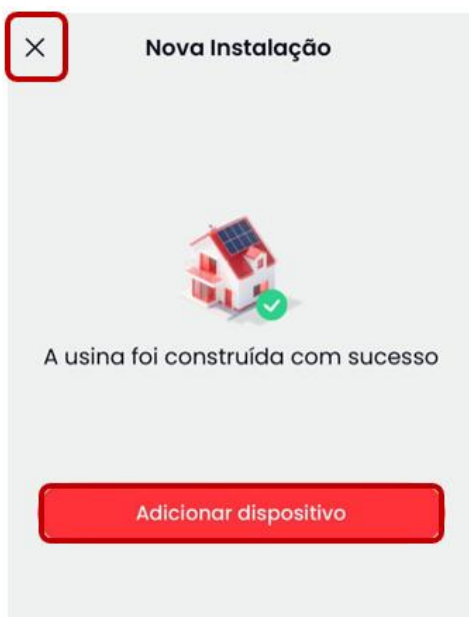 Nova Instalação
A usina foi construída com sucesso
Adicionar dispositivo